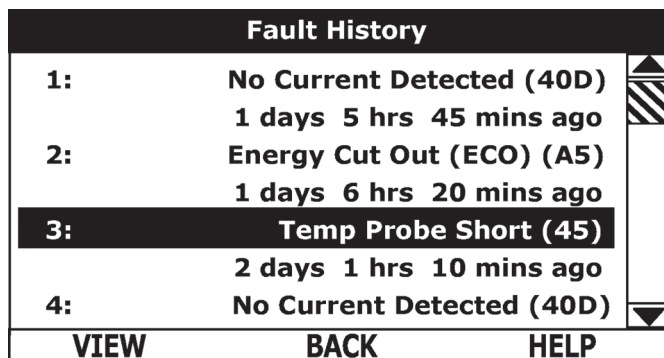 Fault History
1: No Current Detected (40D)
1 days 5 hrs 45 mins ago
2: Energy Cut Out (ECO) (A5)
1 days 6 hrs 20 mins ago
3: Temp Probe Short (45)
2 days 1 hrs 10 mins ago
4: No Current Detected (40D)
VIEW BACK HELP